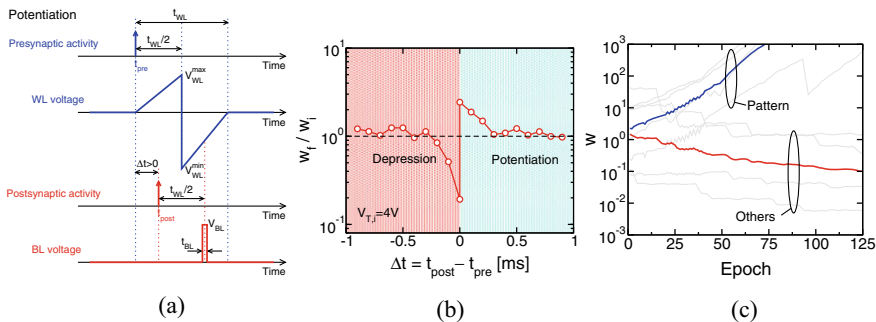 Potentiation
t_WL
Presynaptic activity
t_WL/2
t_pre
Time
V_WL^max
WL voltage
Time
V_WL^min
Δt>0
t_WL/2
Postsynaptic activity
t_post
Time
V_BL
t_BL
BL voltage
Time
(a)
10^1
10^0
10^-1
w_f / w_i
Depression
Potentiation
V_T,i=4V
-1
-0.5
0
0.5
1
Δt = t_post - t_pre [ms]
(b)
10^3
10^2
10^1
10^0
10^-1
10^-2
10^-3
w
Pattern
Others
0
25
50
75
100
125
Epoch
(c)